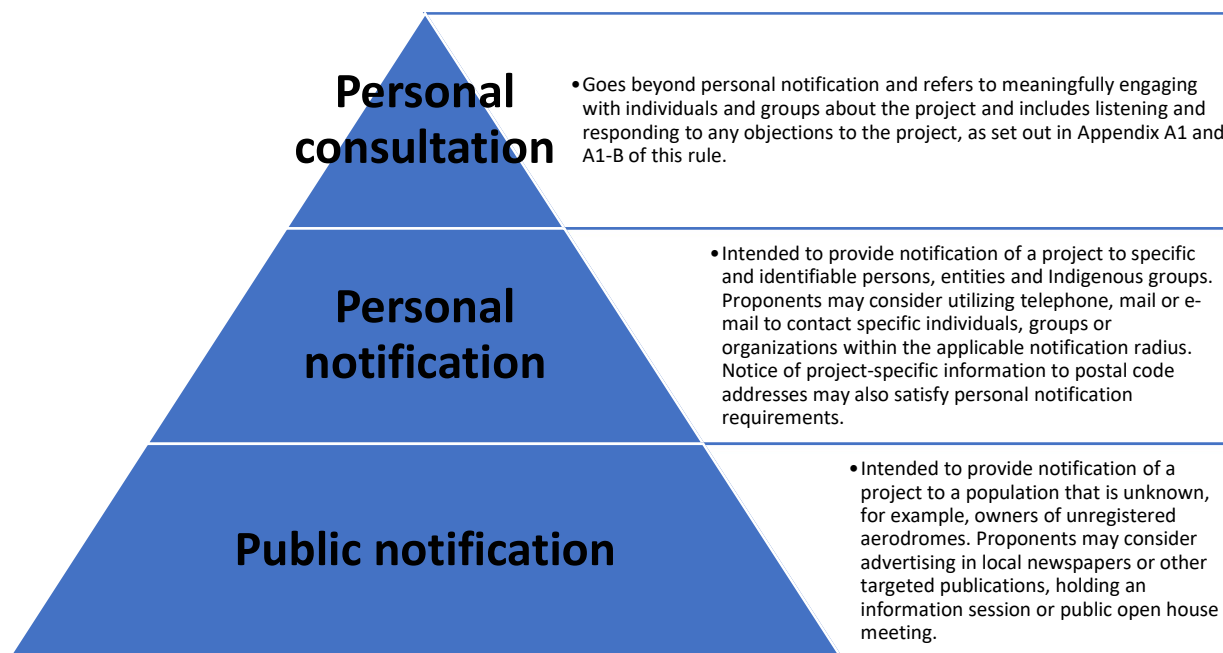 Personal
consultation
•Goes beyond personal notification and refers to meaningfully engaging
with individuals and groups about the project and includes listening and
responding to any objections to the project, as set out in Appendix A1 and
A1-B of this rule.
Personal
notification
•Intended to provide notification of a project to specific
and identifiable persons, entities and Indigenous groups.
Proponents may consider utilizing telephone, mail or e-
mail to contact specific individuals, groups or
organizations within the applicable notification radius.
Notice of project-specific information to postal code
addresses may also satisfy personal notification
requirements.
Public notification
•Intended to provide notification of a
project to a population that is unknown,
for example, owners of unregistered
aerodromes. Proponents may consider
advertising in local newspapers or other
targeted publications, holding an
information session or public open house
meeting.